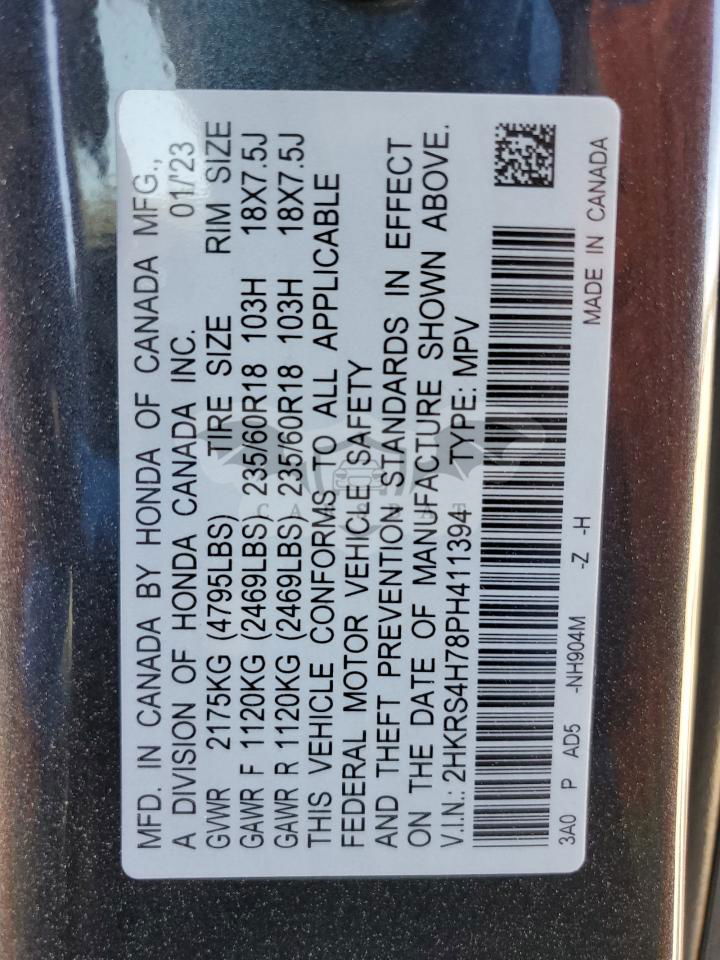 MFD. IN CANADA BY HONDA OF CANADA MFG.,
A DIVISION OF HONDA CANADA INC. 01/'23
GVWR 2175KG (4795LBS) TIRE SIZE RIM SIZE
GAWR F 1120KG (2469LBS) 235/60R18 103H 18X7.5J
GAWR R 1120KG (2469LBS) 235/60R18 103H 18X7.5J
THIS VEHICLE CONFORMS TO ALL APPLICABLE
FEDERAL MOTOR VEHICLE SAFETY
AND THEFT PREVENTION STANDARDS IN EFFECT
ON THE DATE OF MANUFACTURE SHOWN ABOVE.
V.I.N.: 2HKRS4H78PH411394 TYPE: MPV
3A0 P AD5 -NH904M -Z -H
MADE IN CANADA